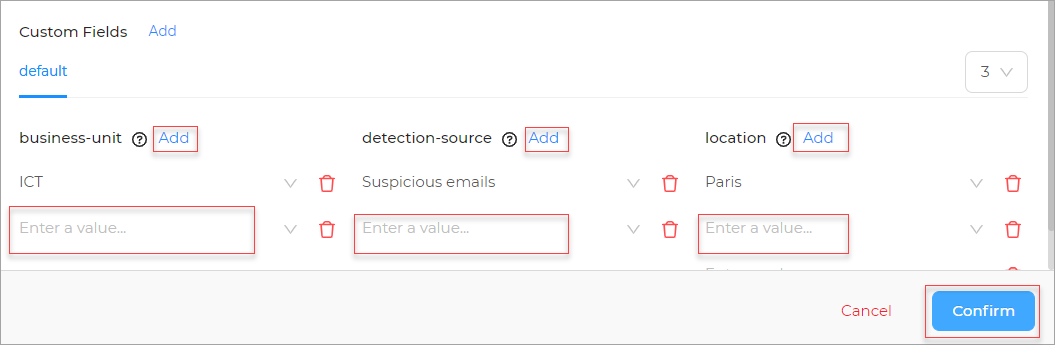 Custom Fields Add
default
3
business-unit ? Add detection-source ? Add location ? Add
ICT Suspicious emails Paris
Enter a value... Enter a value... Enter a value...
Cancel Confirm